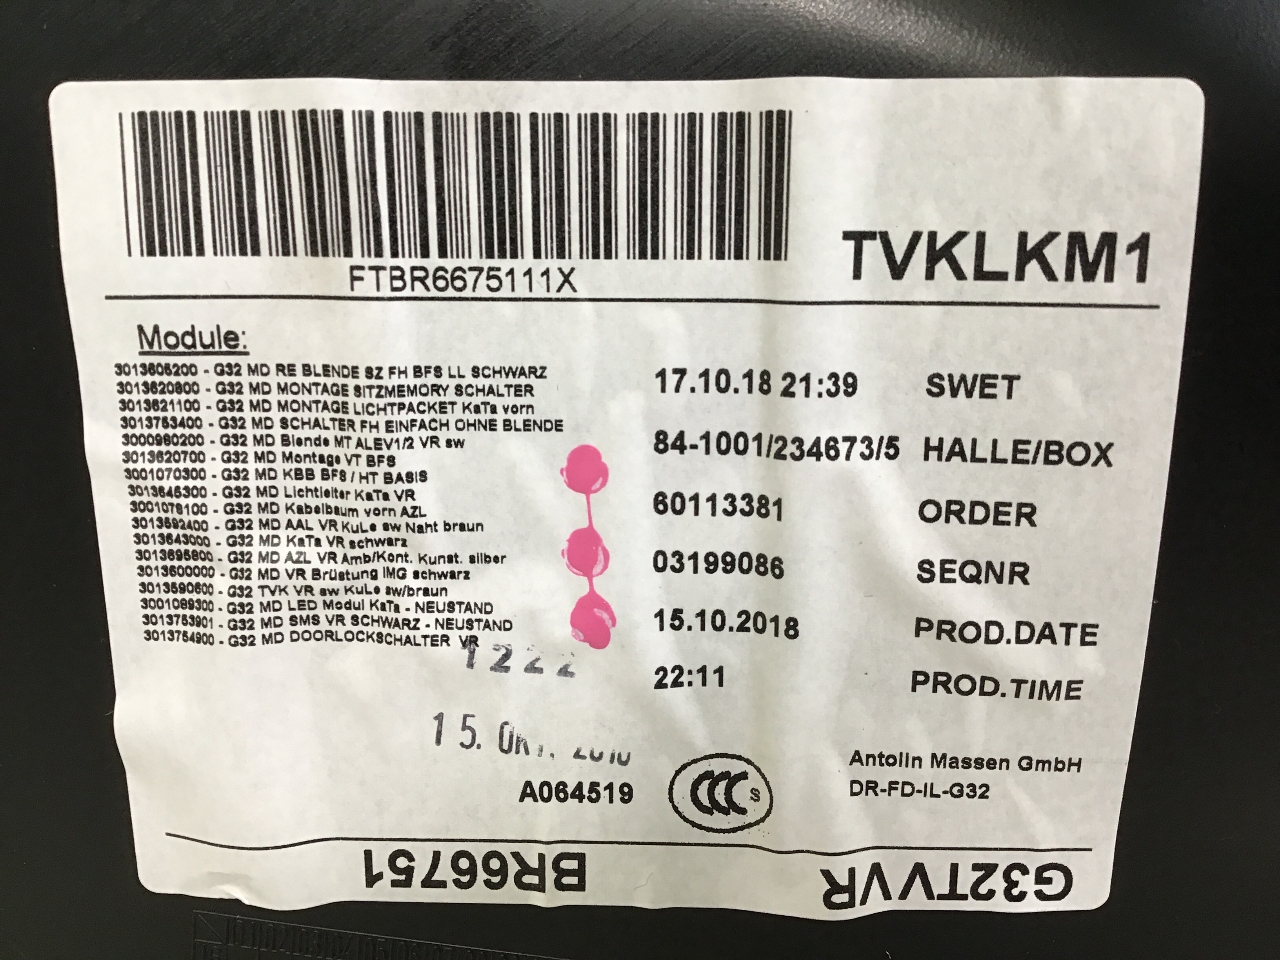 FTBR6675111X
TVKLKM1
Module:
3013606200 - G32 MD RE BLENDE SZ FH BFS LL SCHWARZ
3013620800 - G32 MD MONTAGE SITZMEMORY SCHALTER
3013621100 - G32 MD MONTAGE LICHTPACKET KaTa vorn
3013753400 - G32 MD SCHALTER FH EINFACH OHNE BLENDE
3000980200 - G32 MD Blende MT ALEV1/2 VR sw
3013620700 - G32 MD Montage VT BFS
3001070300 - G32 MD KBB BFS / HT BASIS
3013645300 - G32 MD Lichtleiter KaTa VR
3001078100 - G32 MD Kabelbaum vorn AZL
3013592400 - G32 MD AAL VR KuLe sw Naht braun
3013643000 - G32 MD KaTa VR schwarz
3013695800 - G32 MD AZL VR Amb/Kont. Kunst. silber
3013600000 - G32 MD VR Brüstung IMG schwarz
3013590600 - G32 TVK VR sw KuLe sw/braun
3001089300 - G32 MD LED Modul KaTa - NEUSTAND
3013753901 - G32 MD SMS VR SCHWARZ - NEUSTAND
3013754900 - G32 MD DOORLOCKSCHALTER VR
17.10.18 21:39 SWET
84-1001/234673/5 HALLE/BOX
60113381 ORDER
03199086 SEQNR
15.10.2018 PROD.DATE
22:11 PROD.TIME
1222
15. OKT.
A064519
CCC S
Antolin Massen GmbH
DR-FD-IL-G32
BR66751
G32TVVR